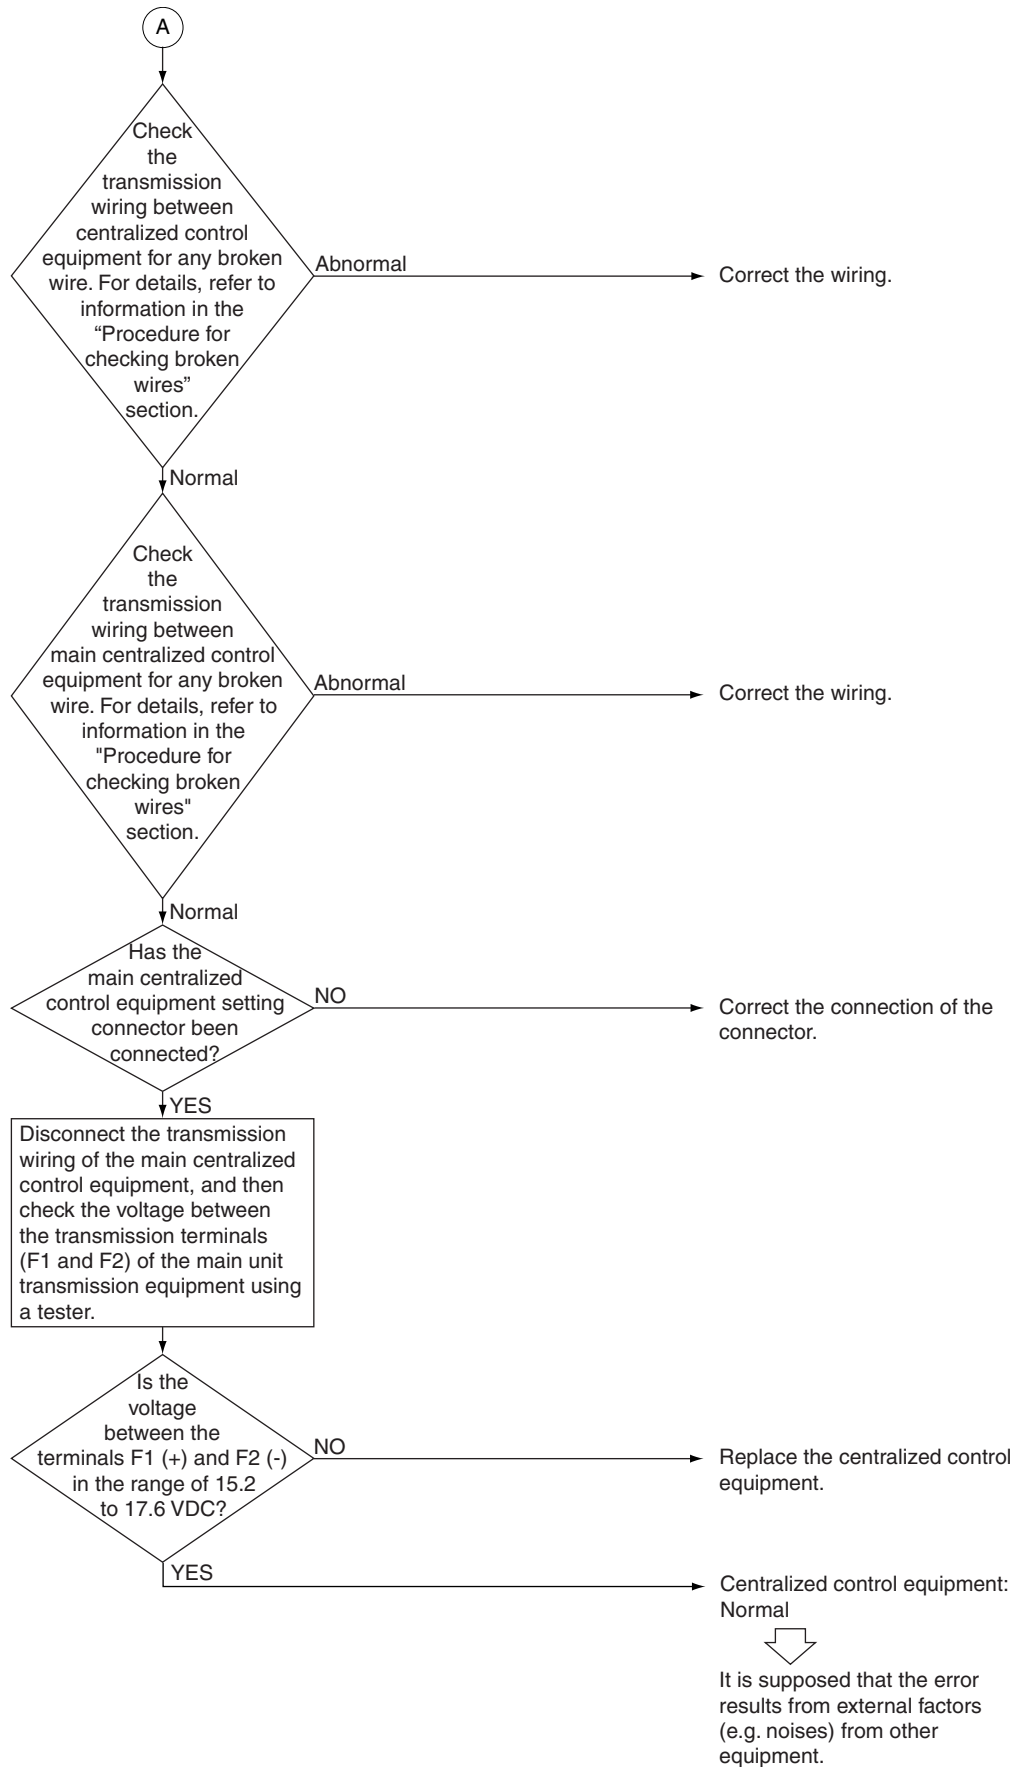 A
Check
the
transmission
wiring between
centralized control
equipment for any broken
wire. For details, refer to
information in the
“Procedure for
checking broken
wires”
section.
Abnormal
Correct the wiring.
Normal
Check
the
transmission
wiring between
main centralized control
equipment for any broken
wire. For details, refer to
information in the
"Procedure for
checking broken
wires"
section.
Abnormal
Correct the wiring.
Normal
Has the
main centralized
control equipment setting
connector been
connected?
NO
Correct the connection of the
connector.
YES
Disconnect the transmission
wiring of the main centralized
control equipment, and then
check the voltage between
the transmission terminals
(F1 and F2) of the main unit
transmission equipment using
a tester.
Is the
voltage
between the
terminals F1 (+) and F2 (-)
in the range of 15.2
to 17.6 VDC?
NO
Replace the centralized control
equipment.
YES
Centralized control equipment:
Normal
It is supposed that the error
results from external factors
(e.g. noises) from other
equipment.